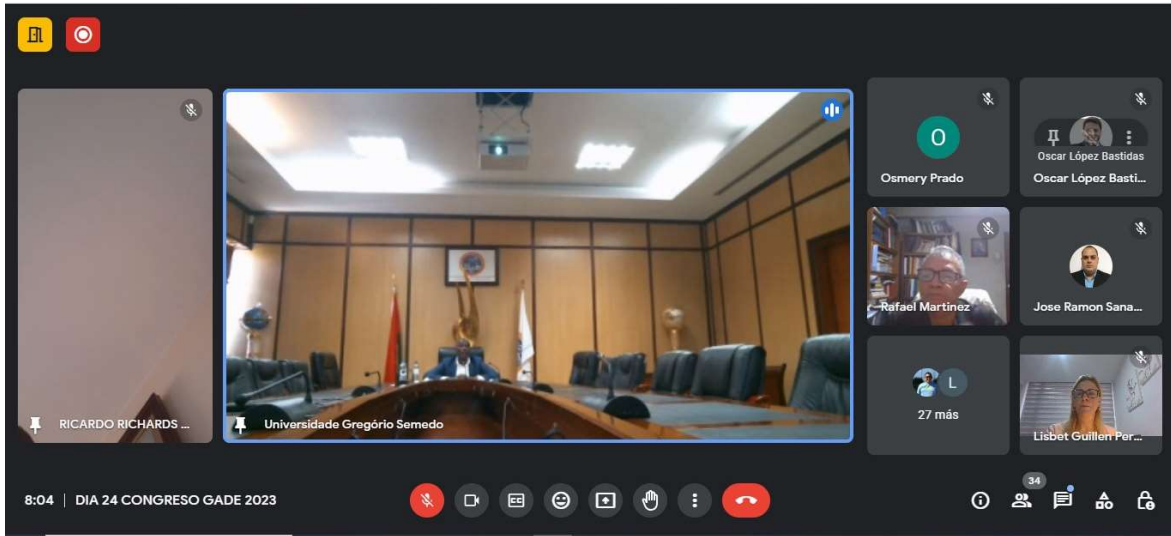 RICARDO RICHARDS ...
Universidade Gregório Semedo
O
Osmery Prado
Oscar López Bastidas
Oscar López Basti...
Rafael Martinez
Jose Ramon Sana...
L
27 más
Lisbet Guillen Per...
8:04 | DIA 24 CONGRESO GADE 2023
CC
34